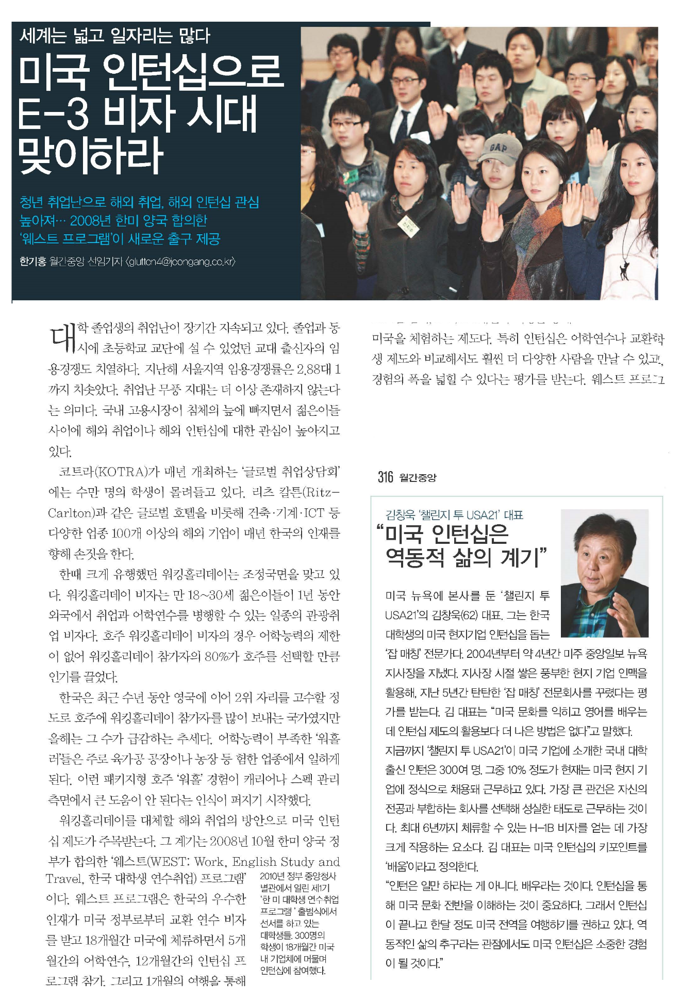 세계는 넓고 일자리는 많다
미국 인턴십으로
E-3 비자 시대
맞이하라
청년 취업난으로 해외 취업, 해외 인턴십 관심
높아져… 2008년 한미 양국 합의한
‘웨스트 프로그램’이 새로운 출구 제공
한기홍 월간중앙 선임기자 〈glutton4@joongang.co.kr〉
GAP
대학 졸업생의 취업난이 장기간 지속되고 있다. 졸업과 동
시에 초등학교 교단에 설 수 있었던 교대 출신자의 임
용경쟁도 치열하다. 지난해 서울지역 임용경쟁률은 2.88대 1
까지 치솟았다. 취업난 무풍 지대는 더 이상 존재하지 않는다
는 의미다. 국내 고용시장이 침체의 늪에 빠지면서 젊은이들
사이에 해외 취업이나 해외 인턴십에 대한 관심이 높아지고
있다.
코트라(KOTRA)가 매년 개최하는 ‘글로벌 취업상담회’
에는 수만 명의 학생이 몰려들고 있다. 리츠 칼튼(Ritz-
Carlton)과 같은 글로벌 호텔을 비롯해 건축·기계·ICT 등
다양한 업종 100개 이상의 해외 기업이 매년 한국의 인재를
향해 손짓을 한다.
한때 크게 유행했던 워킹홀리데이는 조정국면을 맞고 있
다. 워킹홀리데이 비자는 만 18~30세 젊은이들이 1년 동안
외국에서 취업과 어학연수를 병행할 수 있는 일종의 관광취
업 비자다. 호주 워킹홀리데이 비자의 경우 어학능력의 제한
이 없어 워킹홀리데이 참가자의 80%가 호주를 선택할 만큼
인기를 끌었다.
한국은 최근 수년 동안 영국에 이어 2위 자리를 고수할 정
도로 호주에 워킹홀리데이 참가자를 많이 보내는 국가였지만
올해는 그 수가 급감하는 추세다. 어학능력이 부족한 ‘워홀
러’들은 주로 육가공 공장이나 농장 등 험한 업종에서 일하게
된다. 이런 패키지형 호주 ‘워홀’ 경험이 캐리어나 스펙 관리
측면에서 큰 도움이 안 된다는 인식이 퍼지기 시작했다.
워킹홀리데이를 대체할 해외 취업의 방안으로 미국 인턴
십 제도가 주목받는다. 그 계기는 2008년 10월 한미 양국 정
부가 합의한 ‘웨스트(WEST: Work, English Study and
Travel, 한국 대학생 연수취업) 프로그램’
이다. 웨스트 프로그램은 한국의 우수한
인재가 미국 정부로부터 교환 연수 비자
를 받고 18개월간 미국에 체류하면서 5개
월간의 어학연수, 12개월간의 인턴십 프
로그램 참가, 그리고 1개월의 여행을 통해
2010년 정부 중앙청사
별관에서 열린 제1기
‘한 미 대학생 연수취업
프로그램 ’ 출범식에서
선서를 하고 있는
대학생들. 300명의
학생이 18개월간 미국
내 기업체에 머물며
인턴십에 참여했다.
미국을 체험하는 제도다. 특히 인턴십은 어학연수나 교환학
생 제도와 비교해서도 훨씬 더 다양한 사람을 만날 수 있고,
경험의 폭을 넓힐 수 있다는 평가를 받는다. 웨스트 프로그
316 월간중앙
김창욱 ‘챌린지 투 USA21’ 대표
“미국 인턴십은
역동적 삶의 계기”
미국 뉴욕에 본사를 둔 ‘챌린지 투
USA21’의 김창욱(62) 대표. 그는 한국
대학생의 미국 현지기업 인턴십을 돕는
‘잡 매칭’ 전문가다. 2004년부터 약 4년간 미주 중앙일보 뉴욕
지사장을 지냈다. 지사장 시절 쌓은 풍부한 현지 기업 인맥을
활용해, 지난 5년간 탄탄한 ‘잡 매칭’ 전문회사를 꾸렸다는 평
가를 받는다. 김 대표는 “미국 문화를 익히고 영어를 배우는
데 인턴십 제도의 활용보다 더 나은 방법은 없다”고 말했다.
지금까지 ‘챌린지 투 USA21’이 미국 기업에 소개한 국내 대학
출신 인턴은 300여 명. 그중 10% 정도가 현재는 미국 현지 기
업에 정식으로 채용돼 근무하고 있다. 가장 큰 관건은 자신의
전공과 부합하는 회사를 선택해 성실한 태도로 근무하는 것이
다. 최대 6년까지 체류할 수 있는 H-1B 비자를 얻는 데 가장
크게 작용하는 요소다. 김 대표는 미국 인턴십의 키포인트를
‘배움’이라고 정의한다.
“인턴은 일만 하라는 게 아니다. 배우라는 것이다. 인턴십을 통
해 미국 문화 전반을 이해하는 것이 중요하다. 그래서 인턴십
이 끝나고 한달 정도 미국 전역을 여행하기를 권하고 있다. 역
동적인 삶의 추구라는 관점에서도 미국 인턴십은 소중한 경험
이 될 것이다.”